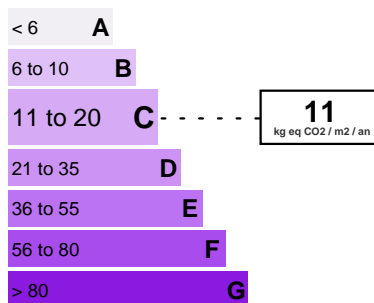 < 6 A
6 to 10 B
11 to 20 C
11
kg eq CO2 / m2 / an
21 to 35 D
36 to 55 E
56 to 80 F
> 80 G